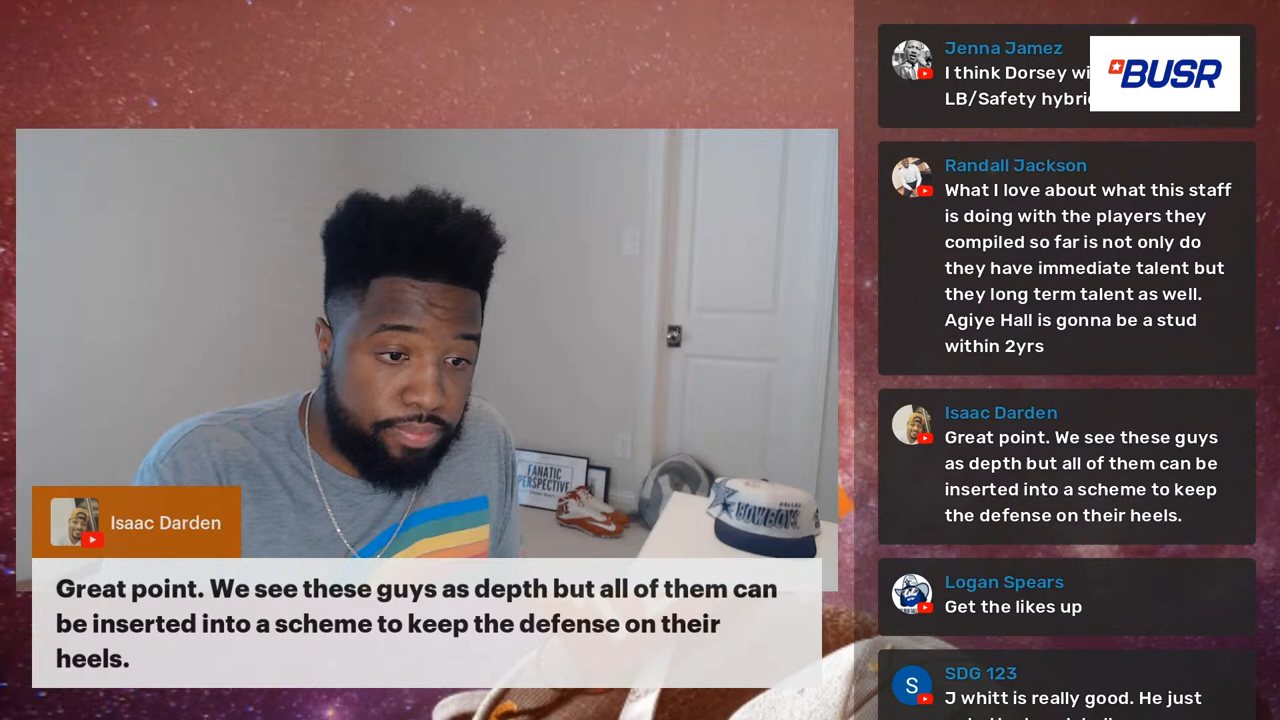 Jenna Jamez
I think Dorsey
LB/Safety
BUSR
Randall Jackson
What I love about what this staff
is doing with the players they
compiled so far is not only do
they have immediate talent but
they long term talent as well.
Agiye Hall is gonna be a stud
within 2yrs
Isaac Darden
Great point. We see these guys
as depth but all of them can be
inserted into a scheme to keep
the defense on their heels.
Logan Spears
Get the likes up
S
SDG 123
J whitt is really good. He just
FANATIC
PERSPECTIVE
DALLAS
COWBOYS
Isaac Darden
Great point. We see these guys as depth but all of them can
be inserted into a scheme to keep the defense on their
heels.